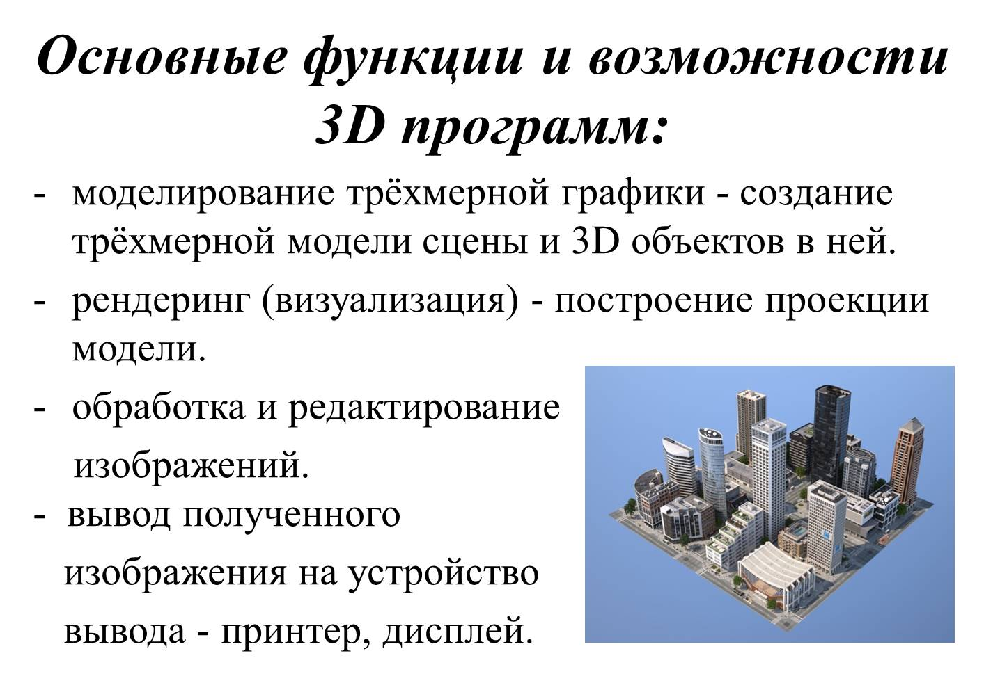 Основные функции и возможности
3D программ:
- моделирование трёхмерной графики - создание
трёхмерной модели сцены и 3D объектов в ней.
- рендеринг (визуализация) - построение проекции
модели.
- обработка и редактирование
изображений.
- вывод полученного
изображения на устройство
вывода - принтер, дисплей.